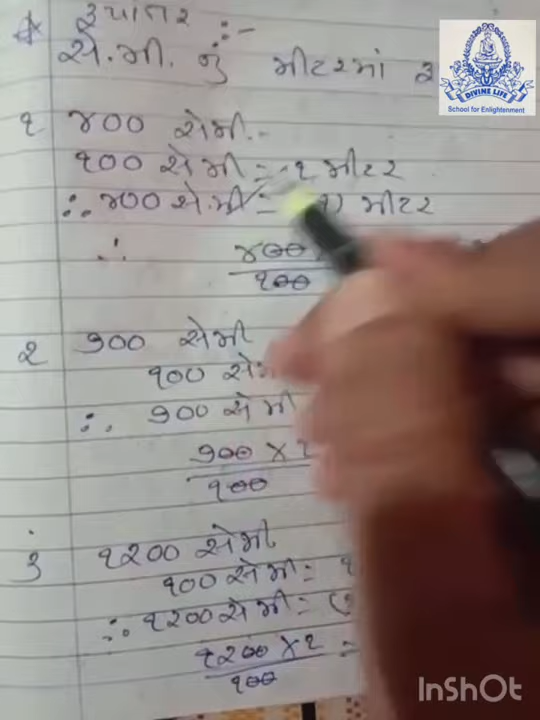 * રૂપાંતર :-
સે.મી. નું મીટરમાં રૂ
DIVINE LIFE
School for Enlightenment
૧ ૪૦૦ સેમી.-
૧૦૦ સેમી = ૧ મીટર
∴ ૪૦૦ સે.મી = (?) મીટર
∴ ૪૦૦
૧૦૦
૨ ૭૦૦ સેમી
૧૦૦ સેમી
∴ ૭૦૦ સેમી
૭૦૦ × ૧
૧૦૦
૩ ૧૨૦૦ સેમી
૧૦૦ સેમી = ૧
∴ ૧૨૦૦ સેમી = (?
૧૨૦૦ × ૧ =
૧૦૦
InShOt